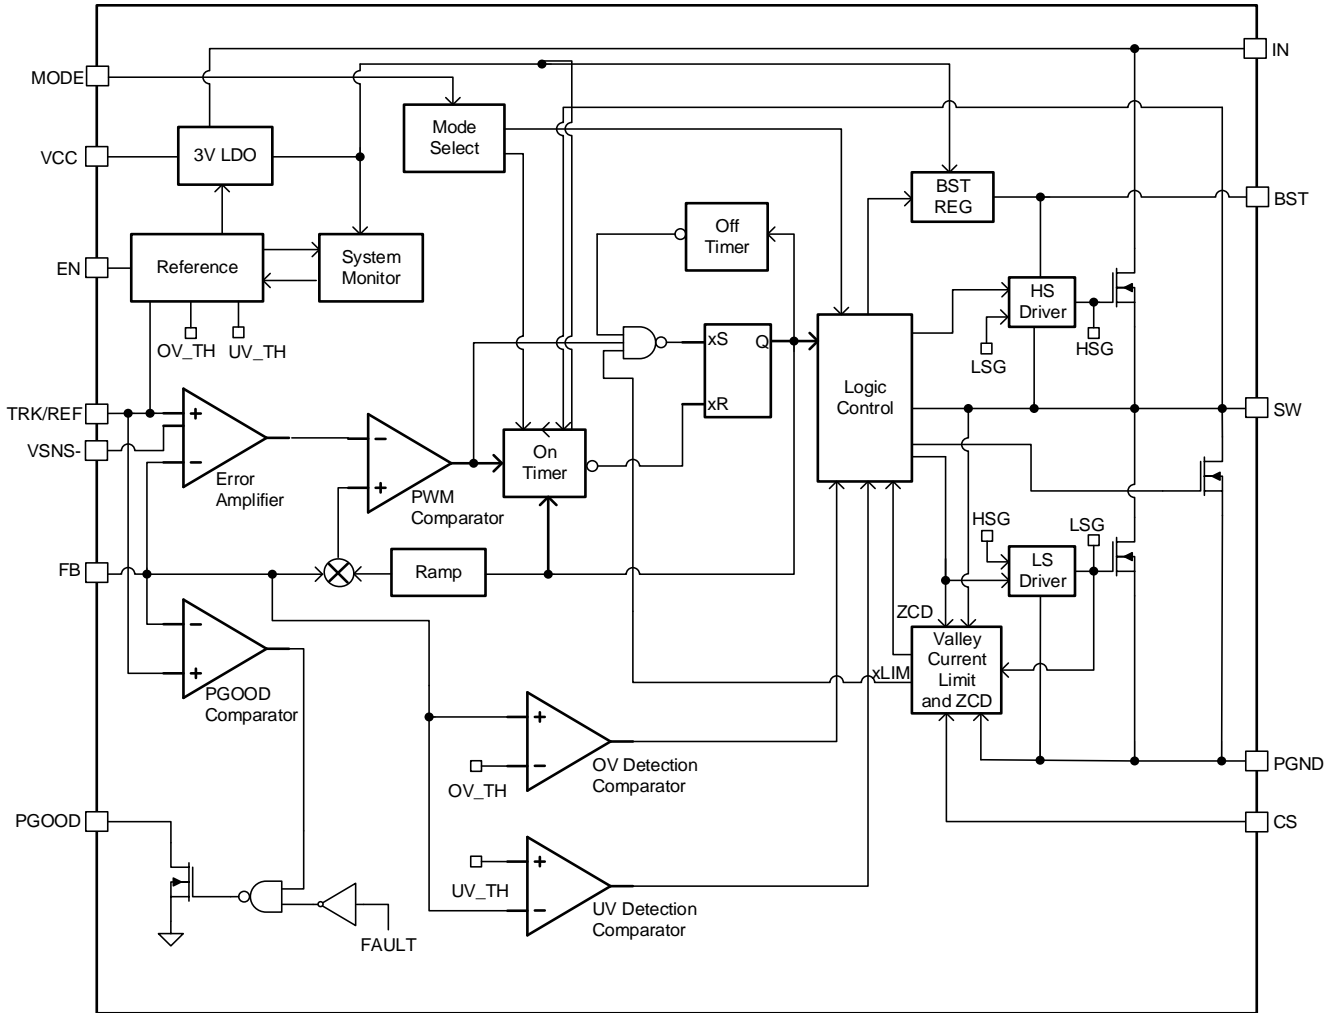 IN
MODE
Mode
Select
VCC
3V LDO
BST
REG
BST
Off
Timer
EN
Reference
System
Monitor
HS
Driver
OV_TH
UV_TH
LSG
HSG
xS
Q
Logic
Control
xR
TRK/REF
VSNS-
+
−
Error
Amplifier
−
+
PWM
Comparator
On
Timer
SW
HSG
LSG
LS
Driver
FB
Ramp
ZCD
xLIM
Valley
Current
Limit
and ZCD
−
+
PGOOD
Comparator
+
−
OV_TH
OV Detection
Comparator
PGND
PGOOD
CS
+
−
UV_TH
UV Detection
Comparator
FAULT